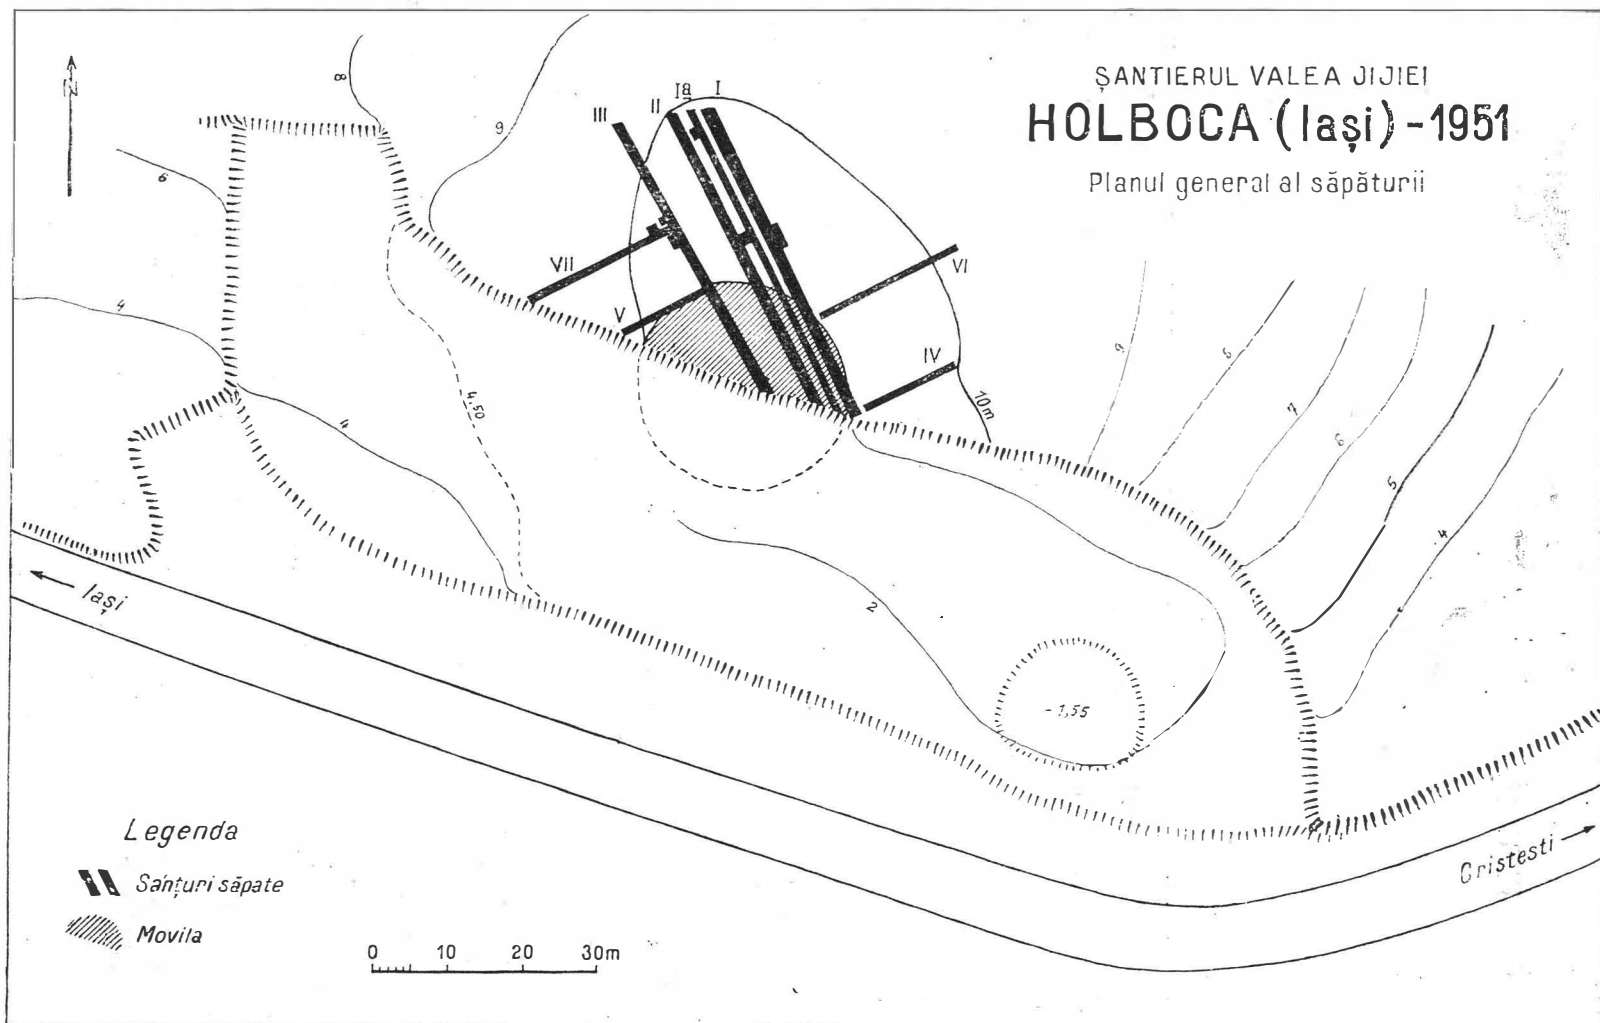 ȘANTIERUL VALEA JIJIEI
HOLBOCA (Iași) - 1951
Planul general al săpăturii
N
8
9
6
4
4
4,50
III
II
Ia
I
VII
V
VI
IV
10m
9
8
7
6
5
4
2
- 1,55
Iași
Cristesti
Legenda
Sănțuri săpate
Movila
0 10 20 30m